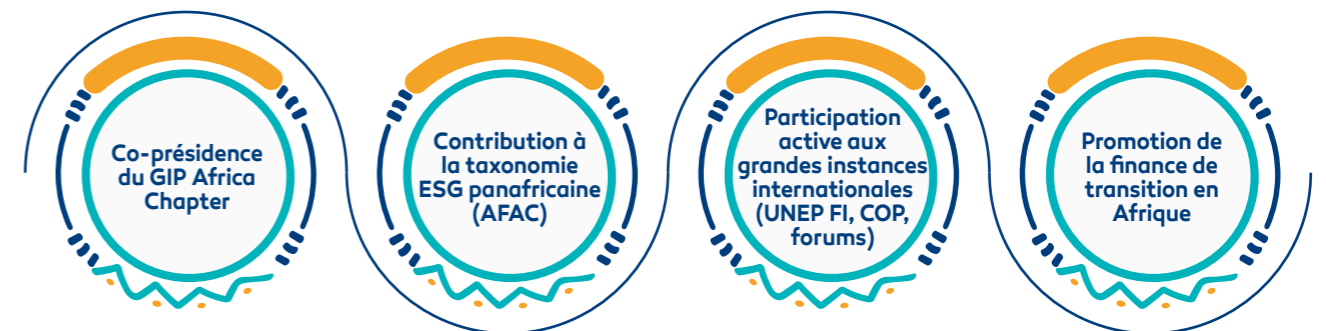 Co-présidence
du GIP Africa
Chapter
Contribution à
la taxonomie
ESG panafricaine
(AFAC)
Participation
active aux
grandes instances
internationales
(UNEP FI, COP,
forums)
Promotion de
la finance de
transition en
Afrique